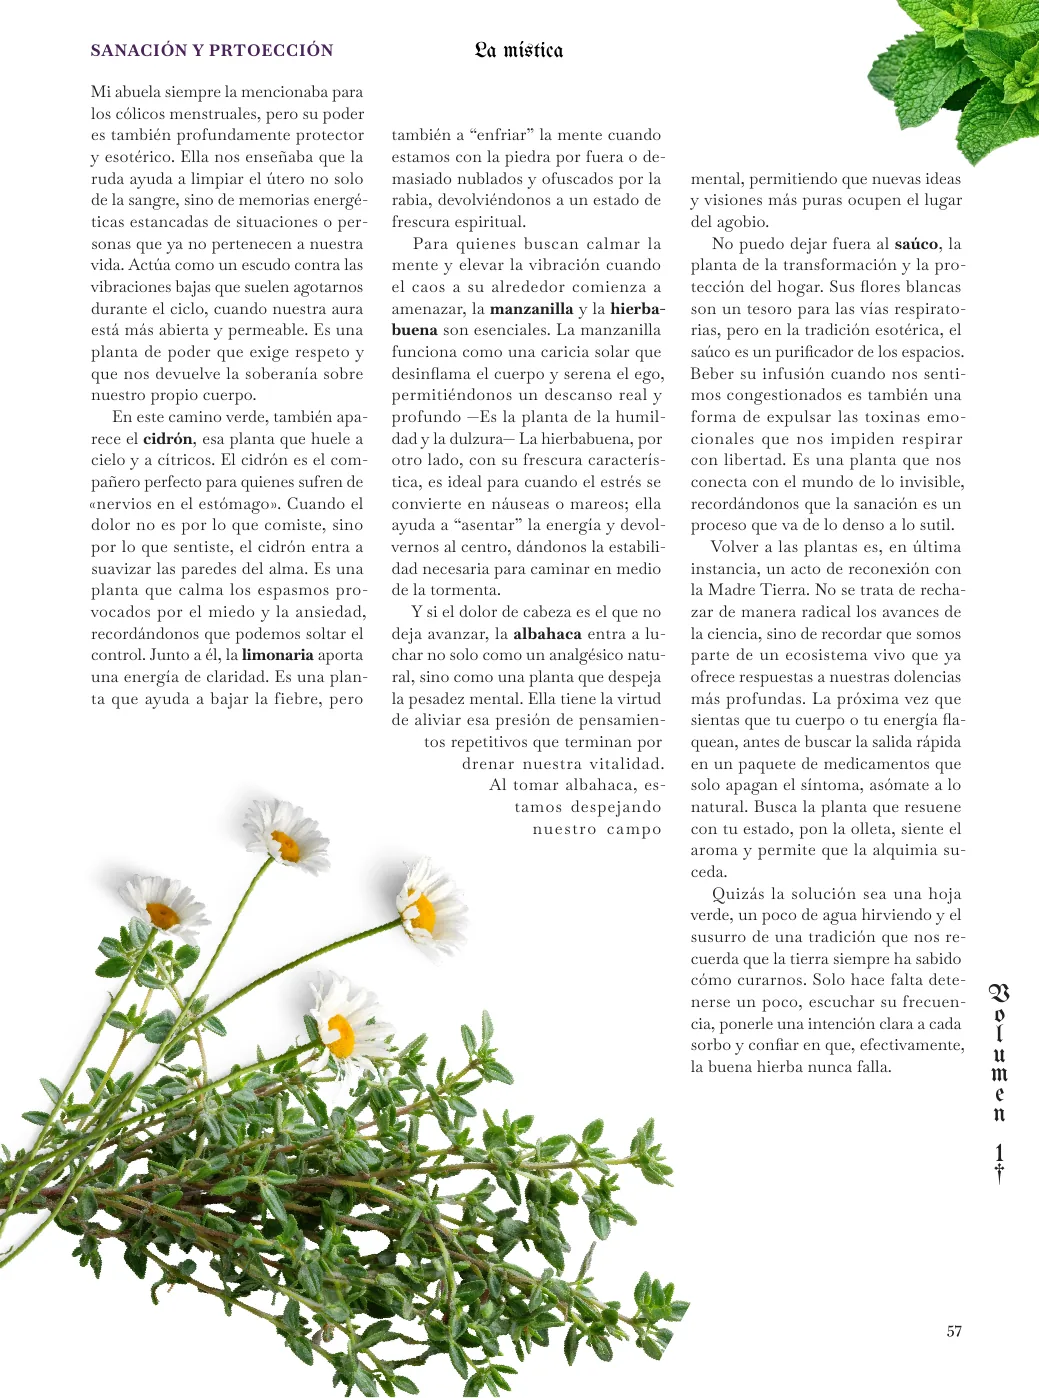 SANACIÓN Y PRTOECCIÓN
La mística
Mi abuela siempre la mencionaba para
los cólicos menstruales, pero su poder
es también profundamente protector
y esotérico. Ella nos enseñaba que la
ruda ayuda a limpiar el útero no solo
de la sangre, sino de memorias energé-
ticas estancadas de situaciones o per-
sonas que ya no pertenecen a nuestra
vida. Actúa como un escudo contra las
vibraciones bajas que suelen agotarnos
durante el ciclo, cuando nuestra aura
está más abierta y permeable. Es una
planta de poder que exige respeto y
que nos devuelve la soberanía sobre
nuestro propio cuerpo.
En este camino verde, también apa-
rece el cidrón, esa planta que huele a
cielo y a cítricos. El cidrón es el com-
pañero perfecto para quienes sufren de
«nervios en el estómago». Cuando el
dolor no es por lo que comiste, sino
por lo que sentiste, el cidrón entra a
suavizar las paredes del alma. Es una
planta que calma los espasmos pro-
vocados por el miedo y la ansiedad,
recordándonos que podemos soltar el
control. Junto a él, la limonaria aporta
una energía de claridad. Es una plan-
ta que ayuda a bajar la fiebre, pero
también a “enfriar” la mente cuando
estamos con la piedra por fuera o de-
masiado nublados y ofuscados por la
rabia, devolviéndonos a un estado de
frescura espiritual.
Para quienes buscan calmar la
mente y elevar la vibración cuando
el caos a su alrededor comienza a
amenazar, la manzanilla y la hierba-
buena son esenciales. La manzanilla
funciona como una caricia solar que
desinflama el cuerpo y serena el ego,
permitiéndonos un descanso real y
profundo —Es la planta de la humil-
dad y la dulzura— La hierbabuena, por
otro lado, con su frescura caracterís-
tica, es ideal para cuando el estrés se
convierte en náuseas o mareos; ella
ayuda a “asentar” la energía y devol-
vernos al centro, dándonos la estabili-
dad necesaria para caminar en medio
de la tormenta.
Y si el dolor de cabeza es el que no
deja avanzar, la albahaca entra a lu-
char no solo como un analgésico natu-
ral, sino como una planta que despeja
la pesadez mental. Ella tiene la virtud
de aliviar esa presión de pensamien-
tos repetitivos que terminan por
drenar nuestra vitalidad.
Al tomar albahaca, es-
tamos despejando
nuestro campo
mental, permitiendo que nuevas ideas
y visiones más puras ocupen el lugar
del agobio.
No puedo dejar fuera al saúco, la
planta de la transformación y la pro-
tección del hogar. Sus flores blancas
son un tesoro para las vías respirato-
rias, pero en la tradición esotérica, el
saúco es un purificador de los espacios.
Beber su infusión cuando nos senti-
mos congestionados es también una
forma de expulsar las toxinas emo-
cionales que nos impiden respirar
con libertad. Es una planta que nos
conecta con el mundo de lo invisible,
recordándonos que la sanación es un
proceso que va de lo denso a lo sutil.
Volver a las plantas es, en última
instancia, un acto de reconexión con
la Madre Tierra. No se trata de recha-
zar de manera radical los avances de
la ciencia, sino de recordar que somos
parte de un ecosistema vivo que ya
ofrece respuestas a nuestras dolencias
más profundas. La próxima vez que
sientas que tu cuerpo o tu energía fla-
quean, antes de buscar la salida rápida
en un paquete de medicamentos que
solo apagan el síntoma, asómate a lo
natural. Busca la planta que resuene
con tu estado, pon la olleta, siente el
aroma y permite que la alquimia su-
ceda.
Quizás la solución sea una hoja
verde, un poco de agua hirviendo y el
susurro de una tradición que nos re-
cuerda que la tierra siempre ha sabido
cómo curarnos. Solo hace falta dete-
nerse un poco, escuchar su frecuen-
cia, ponerle una intención clara a cada
sorbo y confiar en que, efectivamente,
la buena hierba nunca falla.
Volumen 1†
57